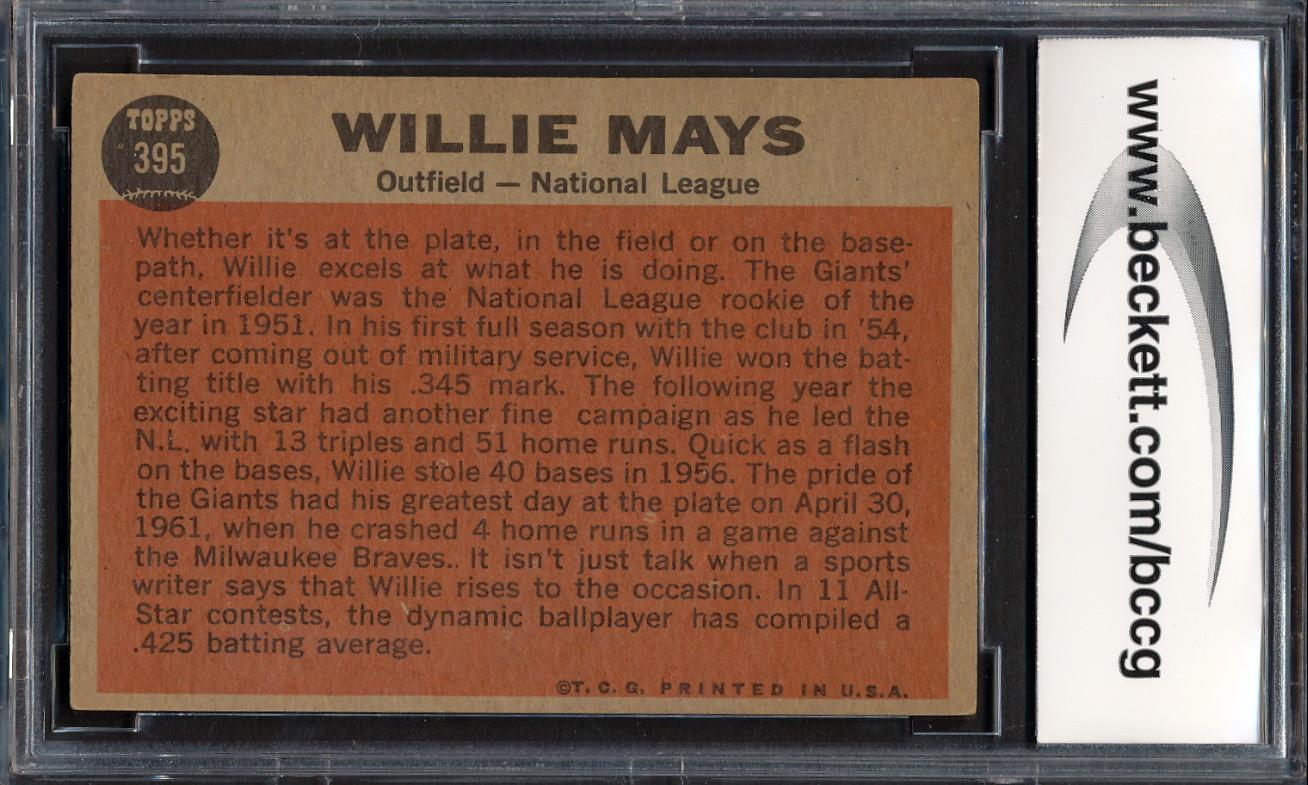 TOPPS
395
WILLIE MAYS
Outfield — National League
Whether it's at the plate, in the field or on the base-
path, Willie excels at what he is doing. The Giants'
centerfielder was the National League rookie of the
year in 1951. In his first full season with the club in '54,
after coming out of military service, Willie won the bat-
ting title with his .345 mark. The following year the
exciting star had another fine campaign as he led the
N.L. with 13 triples and 51 home runs. Quick as a flash
on the bases, Willie stole 40 bases in 1956. The pride of
the Giants had his greatest day at the plate on April 30,
1961, when he crashed 4 home runs in a game against
the Milwaukee Braves.. It isn't just talk when a sports
writer says that Willie rises to the occasion. In 11 All-
Star contests, the dynamic ballplayer has compiled a
.425 batting average.
©T. C. G. PRINTED IN U.S.A.
www.beckett.com/bccg